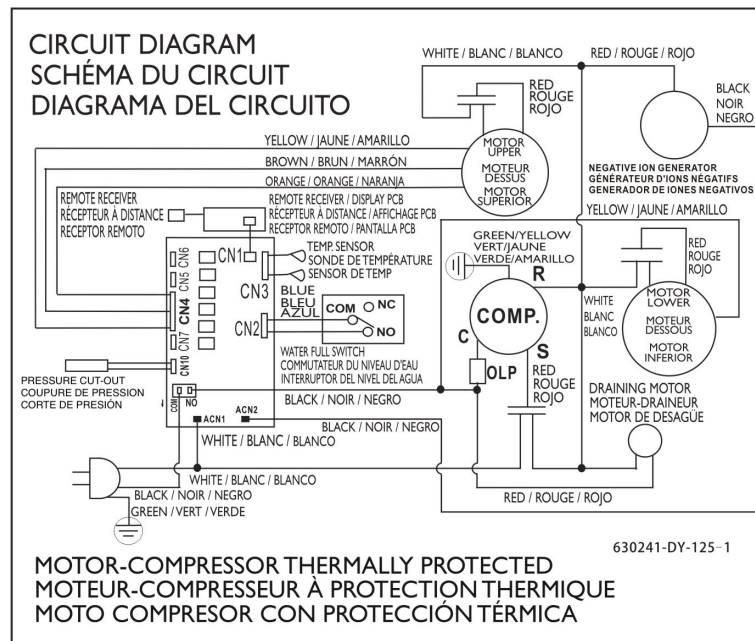 CIRCUIT DIAGRAM
SCHÉMA DU CIRCUIT
DIAGRAMA DEL CIRCUITO
WHITE / BLANC / BLANCO
RED / ROUGE / ROJO
RED
ROUGE
ROJO
BLACK
NOIR
NEGRO
MOTOR
UPPER
MOTEUR
DESSUS
MOTOR
SUPERIOR
YELLOW / JAUNE / AMARILLO
BROWN / BRUN / MARRÓN
ORANGE / ORANGE / NARANJA
NEGATIVE ION GENERATOR
GÉNÉRATEUR D'IONS NÉGATIFS
GENERADOR DE IONES NEGATIVOS
REMOTE RECEIVER
RÉCEPTEUR À DISTANCE
RECEPTOR REMOTO
REMOTE RECEIVER / DISPLAY PCB
RÉCEPTEUR À DISTANCE / AFFICHAGE PCB
RECEPTOR REMOTO / PANTALLA PCB
YELLOW / JAUNE / AMARILLO
GREEN/YELLOW
VERT/JAUNE
VERDE/AMARILLO
TEMP. SENSOR
SONDE DE TEMPÉRATURE
SENSOR DE TEMP
CN6
CN5
CN4
CN7
CN10
CN1
CN3
CN2
BLUE
BLEU
AZUL
COM
NC
NO
WATER FULL SWITCH
COMMUTATEUR DU NIVEAU D'EAU
INTERRUPTOR DEL NIVEL DEL AGUA
R
COMP.
C
S
OLP
RED
ROUGE
ROJO
WHITE
BLANC
BLANCO
RED
ROUGE
ROJO
MOTOR
LOWER
MOTEUR
DESSOUS
MOTOR
INFERIOR
PRESSURE CUT-OUT
COUPURE DE PRESSION
CORTE DE PRESIÓN
COM
NO
BLACK / NOIR / NEGRO
DRAINING MOTOR
MOTEUR-DRAINEUR
MOTOR DE DESAGÜE
ACN1
ACN2
BLACK / NOIR / NEGRO
WHITE / BLANC / BLANCO
WHITE / BLANC / BLANCO
BLACK / NOIR / NEGRO
GREEN / VERT / VERDE
RED / ROUGE / ROJO
630241-DY-125-1
MOTOR-COMPRESSOR THERMALLY PROTECTED
MOTEUR-COMPRESSEUR À PROTECTION THERMIQUE
MOTO COMPRESOR CON PROTECCIÓN TÉRMICA